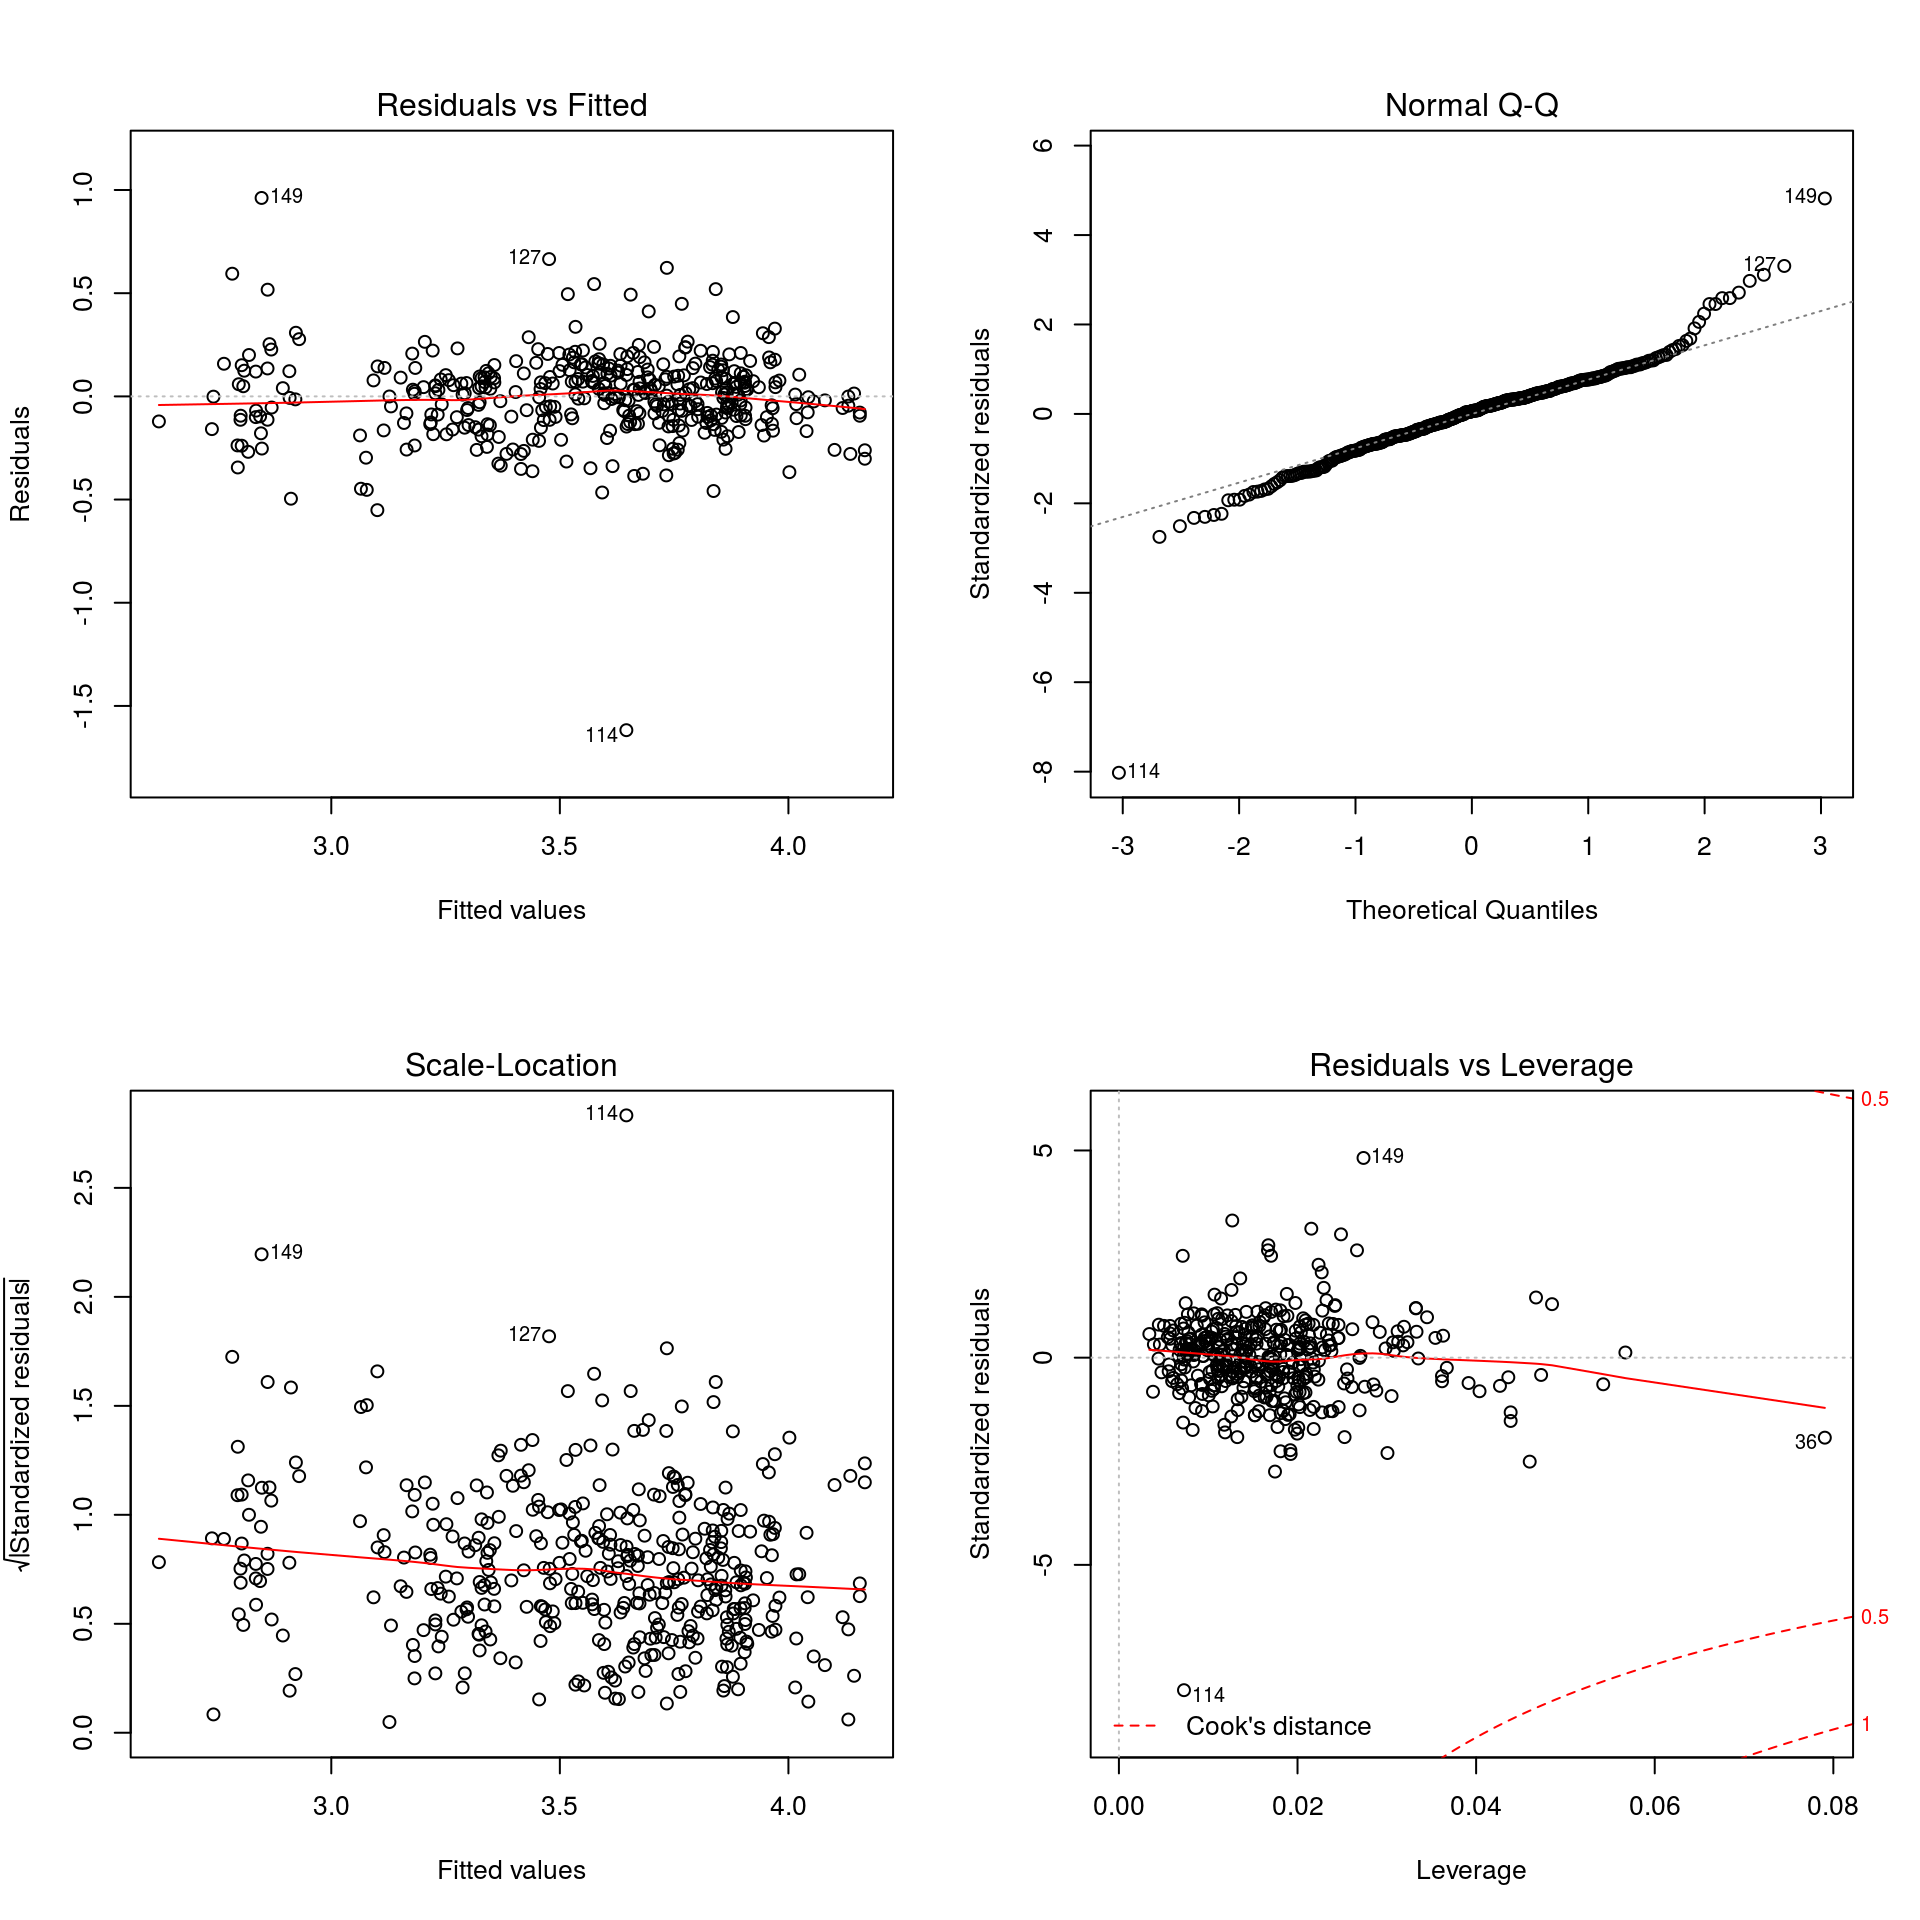 Residuals vs Fitted
1.0
0.5
0.0
-0.5
-1.0
-1.5
Residuals
149
127
114
3.0 3.5 4.0
Fitted values
Normal Q-Q
6
4
2
0
-2
-4
-6
-8
Standardized residuals
149
127
114
-3 -2 -1 0 1 2 3
Theoretical Quantiles
Scale-Location
2.5
2.0
1.5
1.0
0.5
0.0
√|Standardized residuals|
114
149
127
3.0 3.5 4.0
Fitted values
Residuals vs Leverage
5
0
-5
Standardized residuals
0.5
149
36
0.5
114
1
Cook's distance
0.00 0.02 0.04 0.06 0.08
Leverage